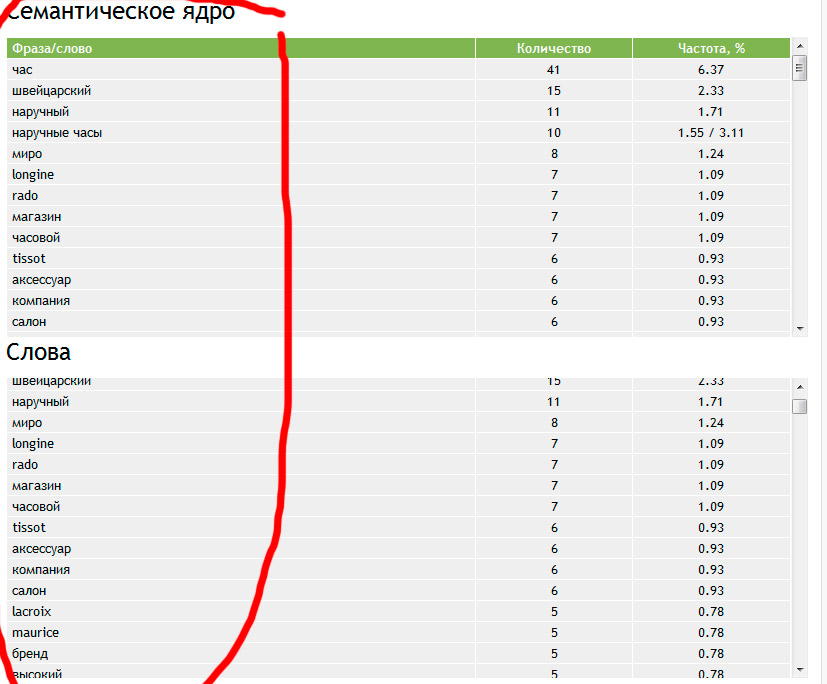 Семантическое ядро
Фраза/слово Количество Частота, %
час 41 6.37
швейцарский 15 2.33
наручный 11 1.71
наручные часы 10 1.55 / 3.11
миро 8 1.24
longine 7 1.09
rado 7 1.09
магазин 7 1.09
часовой 7 1.09
tissot 6 0.93
аксессуар 6 0.93
компания 6 0.93
салон 6 0.93
Слова
швейцарский 15 2.33
наручный 11 1.71
миро 8 1.24
longine 7 1.09
rado 7 1.09
магазин 7 1.09
часовой 7 1.09
tissot 6 0.93
аксессуар 6 0.93
компания 6 0.93
салон 6 0.93
lacroix 5 0.78
maurice 5 0.78
бренд 5 0.78
высокий 5 0.78